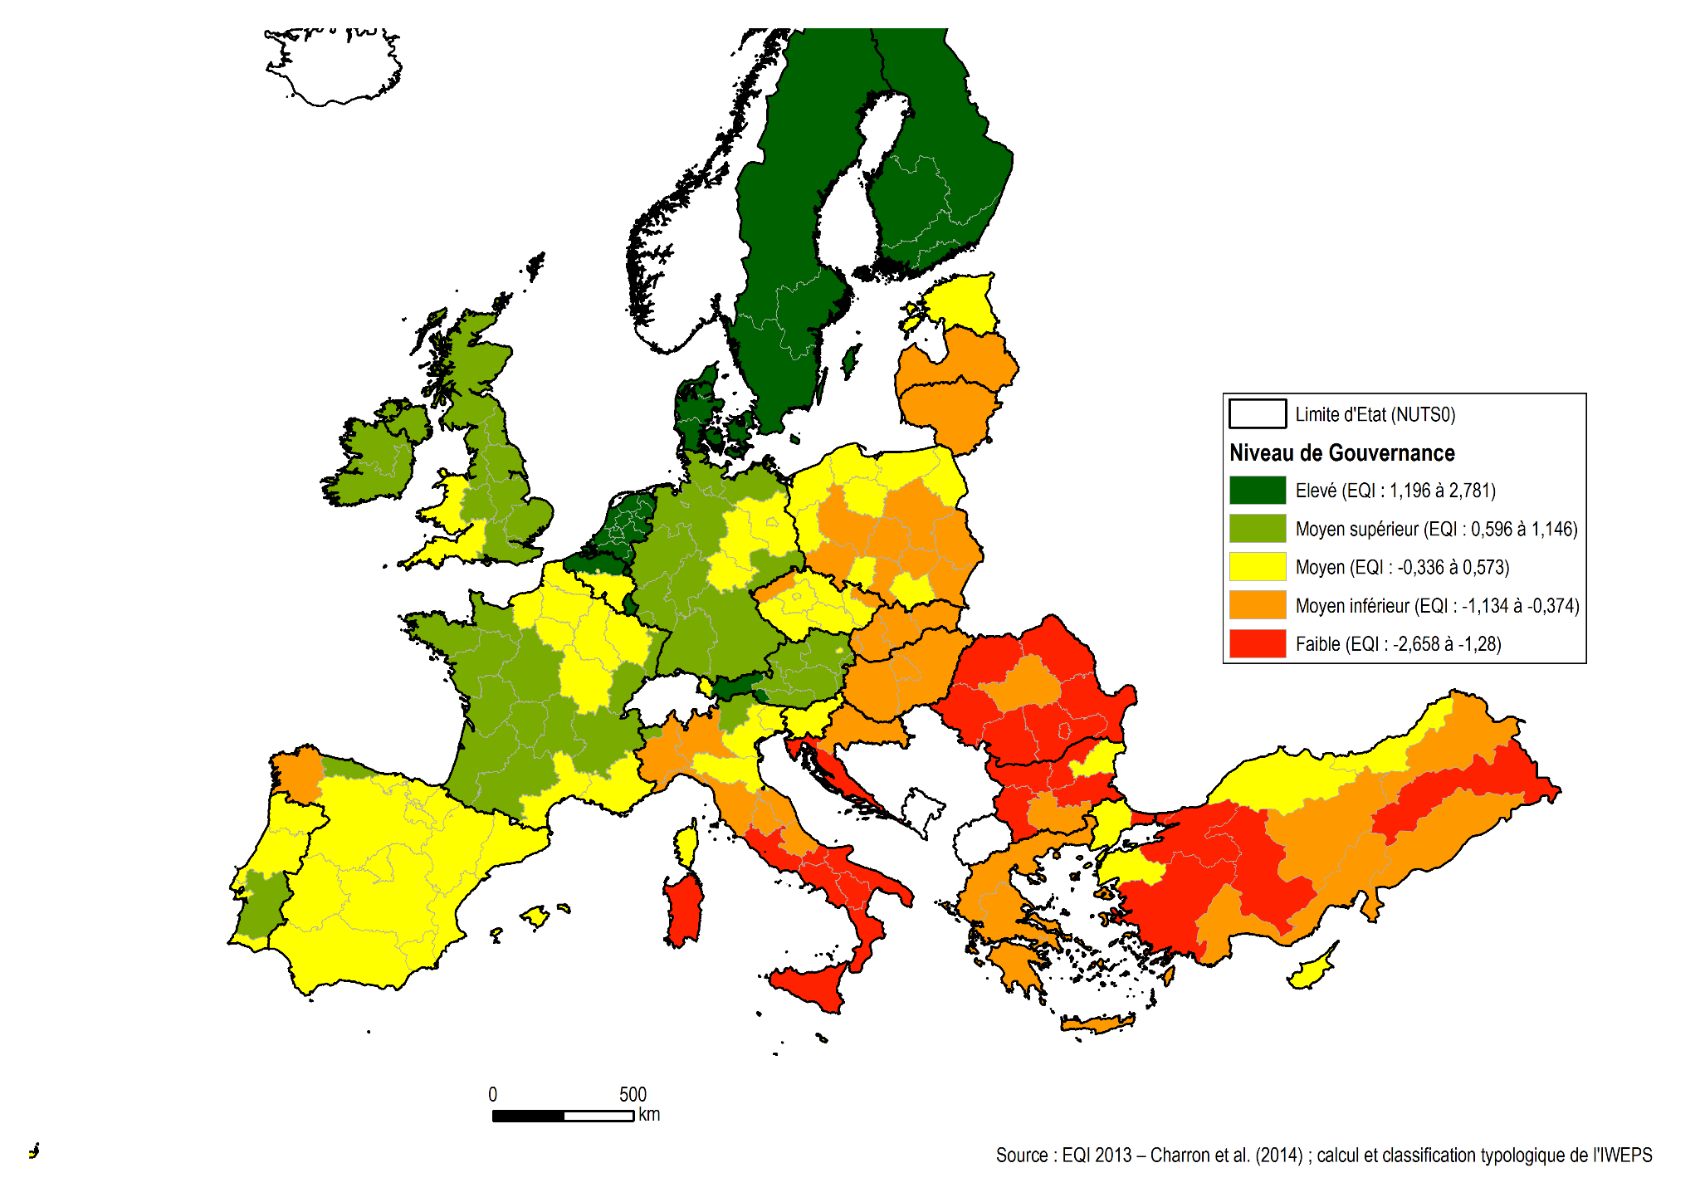 Limite d'Etat (NUTS0)
Niveau de Gouvernance
Elevé (EQI : 1,196 à 2,781)
Moyen supérieur (EQI : 0,596 à 1,146)
Moyen (EQI : -0,336 à 0,573)
Moyen inférieur (EQI : -1,134 à -0,374)
Faible (EQI : -2,658 à -1,28)
0 500
km
Source : EQI 2013 – Charron et al. (2014) ; calcul et classification typologique de l'IWEPS